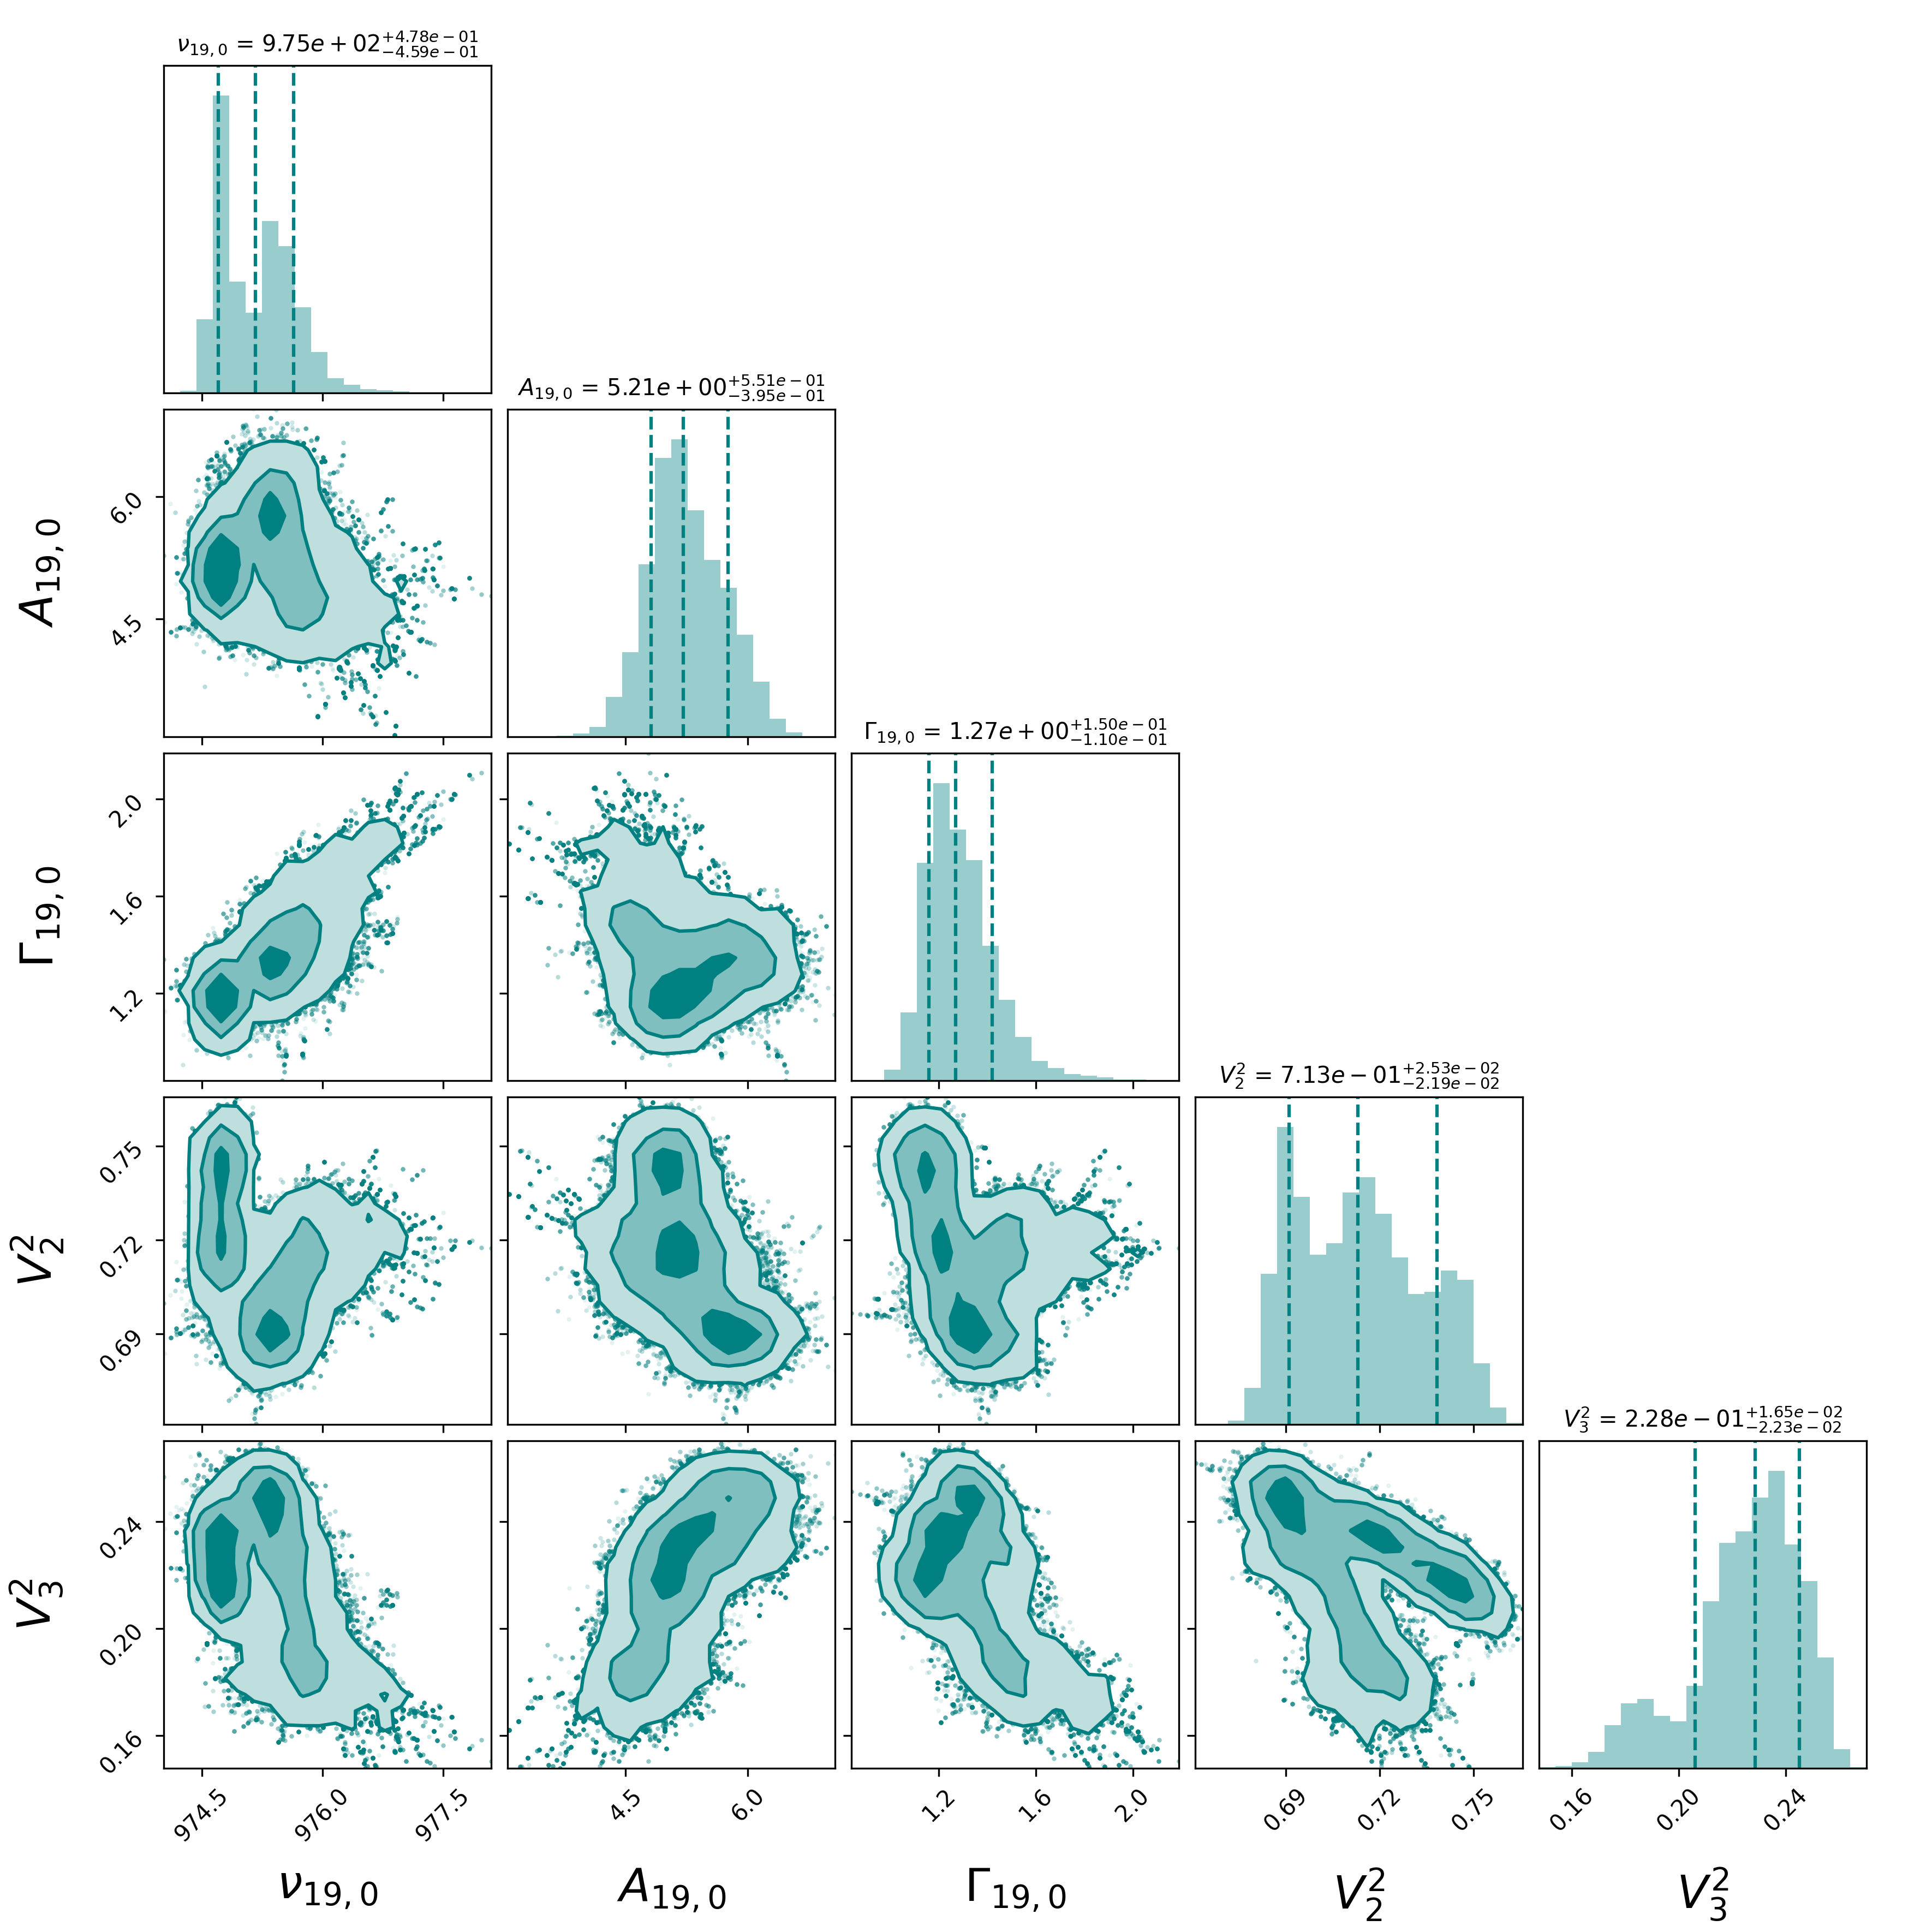 ν19, 0 = 9.75e + 02 +4.78e − 01 −4.59e − 01
A19, 0 = 5.21e + 00 +5.51e − 01 −3.95e − 01
6.0
4.5
A19, 0
Γ19, 0 = 1.27e + 00 +1.50e − 01 −1.10e − 01
2.0
1.6
1.2
Γ19, 0
V₂² = 7.13e − 01 +2.53e − 02 −2.19e − 02
0.75
0.72
0.69
V₂²
V₃² = 2.28e − 01 +1.65e − 02 −2.23e − 02
0.24
0.20
0.16
V₃²
974.5 976.0 977.5 4.5 6.0 1.2 1.6 2.0 0.69 0.72 0.75 0.16 0.20 0.24
ν19, 0 A19, 0 Γ19, 0 V₂² V₃²